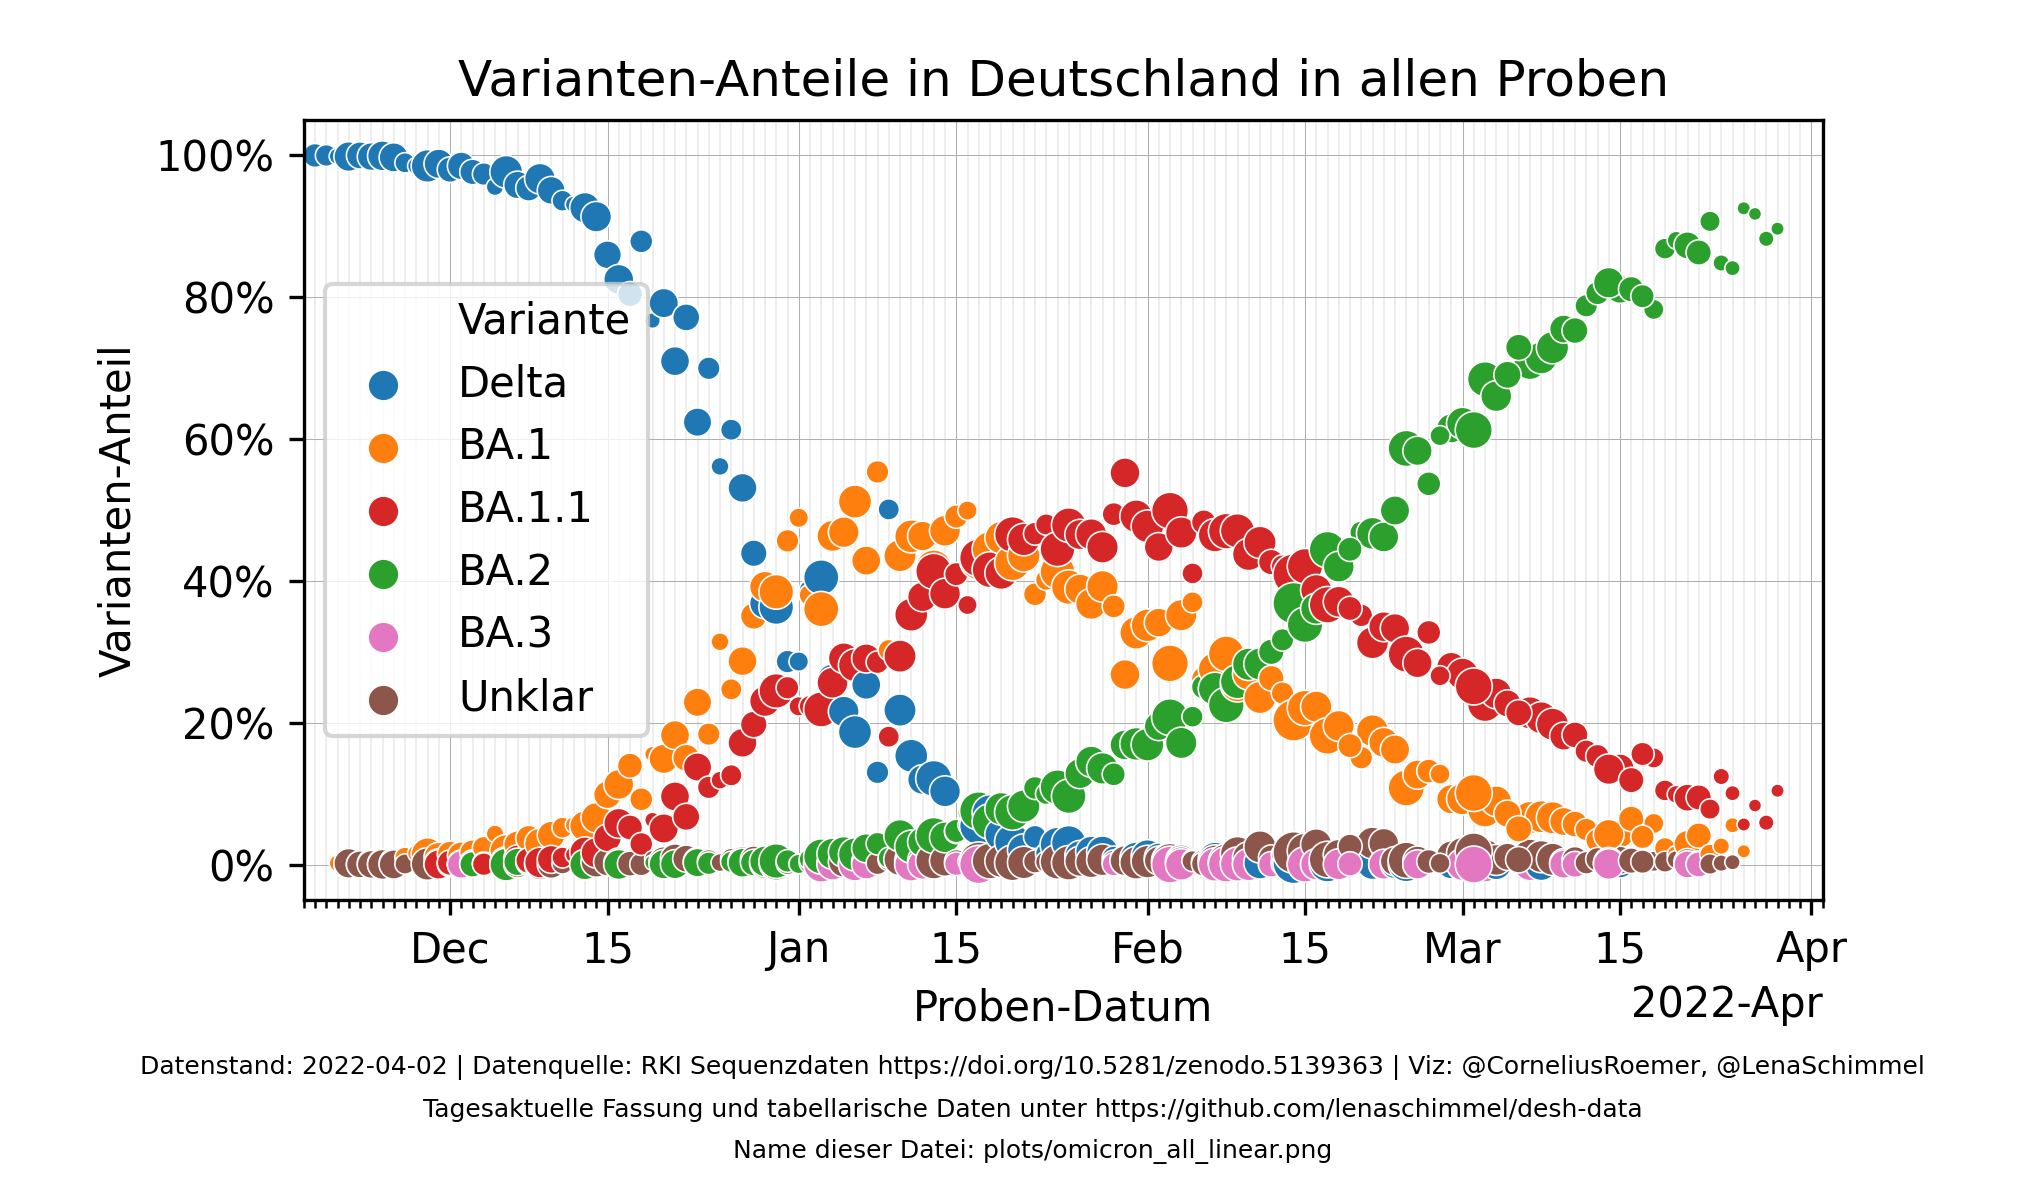 Varianten-Anteile in Deutschland in allen Proben
Varianten-Anteil
100%
80%
60%
40%
20%
0%
Variante
Delta
BA.1
BA.1.1
BA.2
BA.3
Unklar
Dec 15 Jan 15 Feb 15 Mar 15 Apr
Proben-Datum
2022-Apr
Datenstand: 2022-04-02 | Datenquelle: RKI Sequenzdaten https://doi.org/10.5281/zenodo.5139363 | Viz: @CorneliusRoemer, @LenaSchimmel
Tagesaktuelle Fassung und tabellarische Daten unter https://github.com/lenaschimmel/desh-data
Name dieser Datei: plots/omicron_all_linear.png